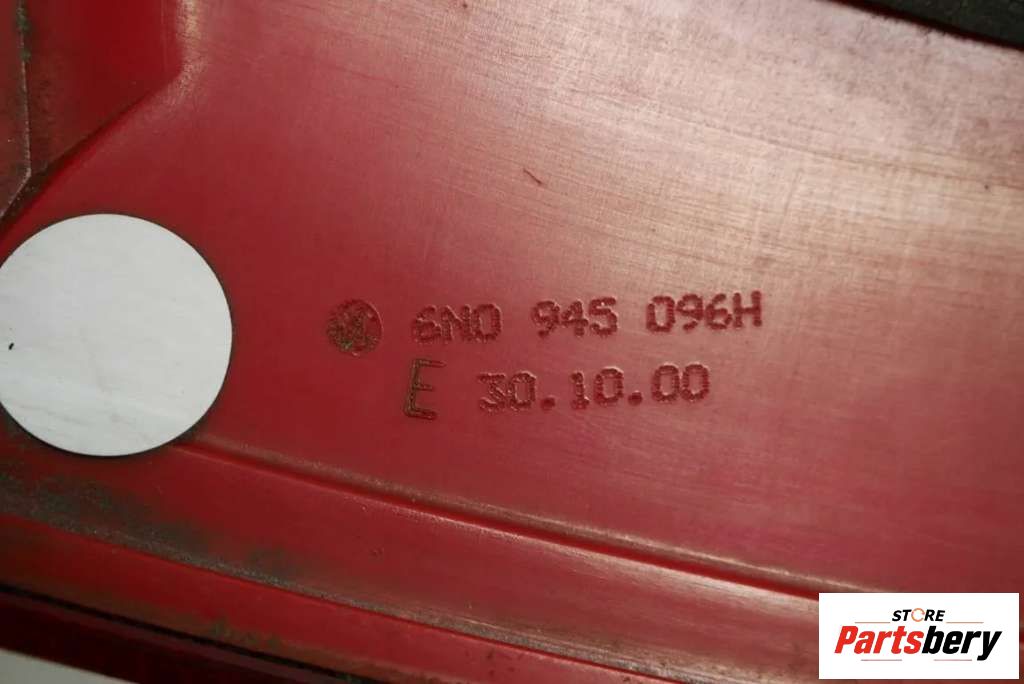 6N0 945 096H
E 30.10.00
STORE
Partsbery